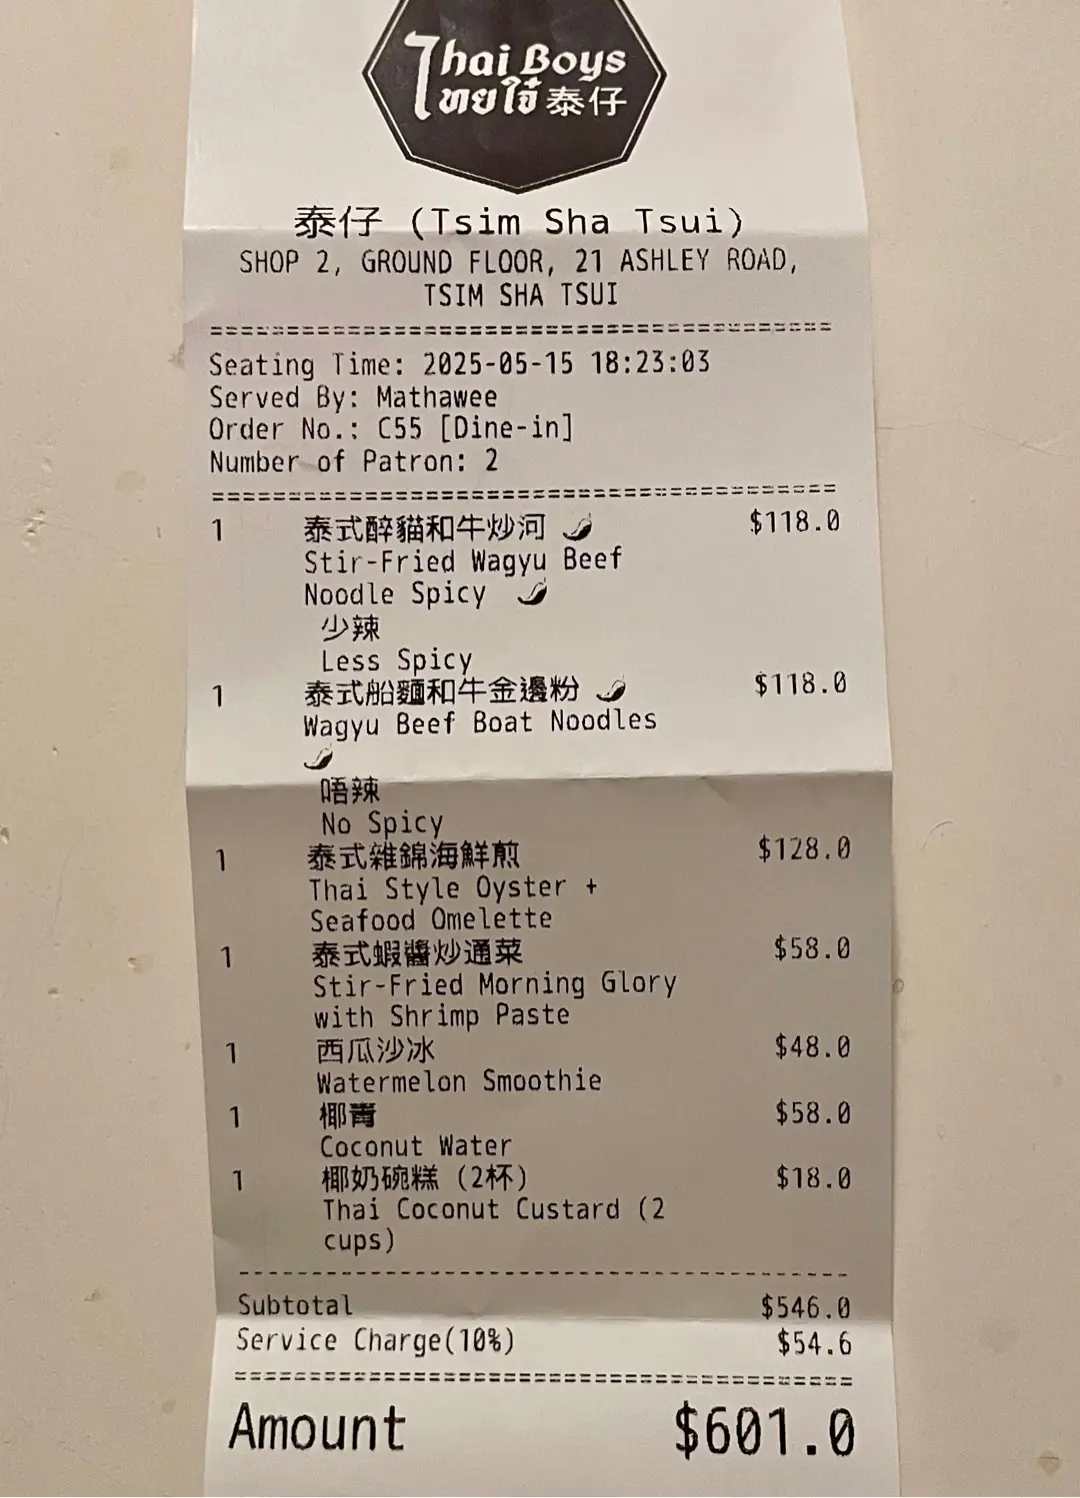 Thai Boys
ไทยใจ๋ 泰仔
泰仔 (Tsim Sha Tsui)
SHOP 2, GROUND FLOOR, 21 ASHLEY ROAD,
TSIM SHA TSUI
Seating Time: 2025-05-15 18:23:03
Served By: Mathawee
Order No.: C55 [Dine-in]
Number of Patron: 2
1 泰式醉貓和牛炒河 🌶 $118.0
Stir-Fried Wagyu Beef
Noodle Spicy 🌶
少辣
Less Spicy
1 泰式船麵和牛金邊粉 🌶 $118.0
Wagyu Beef Boat Noodles
🌶
唔辣
No Spicy
1 泰式雜錦海鮮煎 $128.0
Thai Style Oyster +
Seafood Omelette
1 泰式蝦醬炒通菜 $58.0
Stir-Fried Morning Glory
with Shrimp Paste
1 西瓜沙冰 $48.0
Watermelon Smoothie
1 椰青 $58.0
Coconut Water
1 椰奶碗糕 (2杯) $18.0
Thai Coconut Custard (2
cups)
Subtotal $546.0
Service Charge(10%) $54.6
Amount $601.0